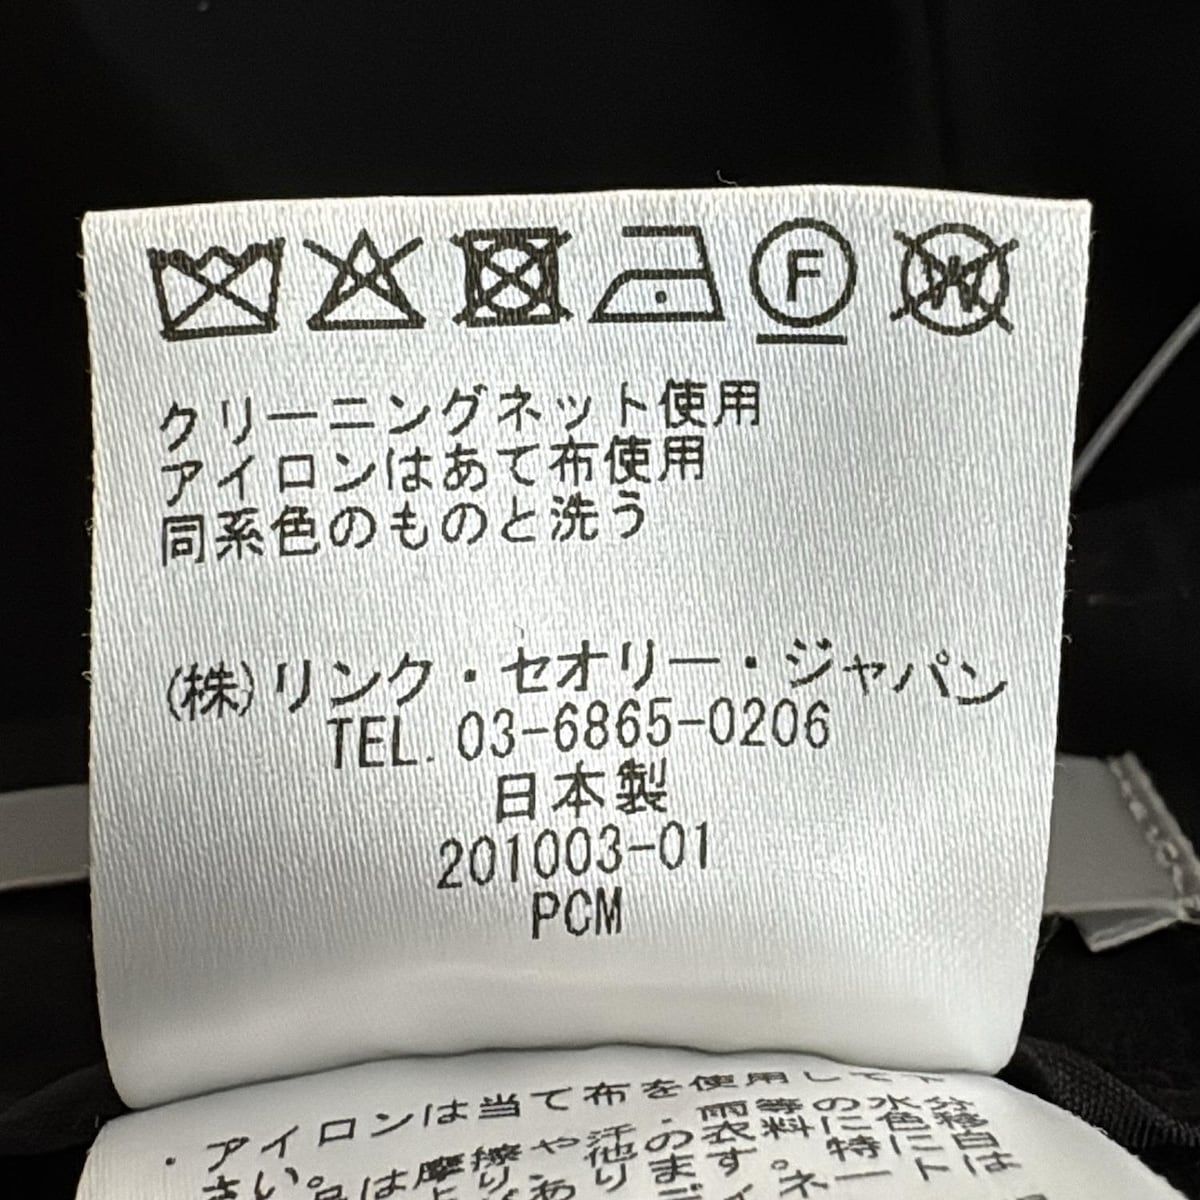 F W
クリーニングネット使用
アイロンはあて布使用
同系色のものと洗う
(株)リンク・セオリー・ジャパン
TEL. 03-6865-0206
日本製
201003-01
PCM
・アイロンは当て布を使用して下
さい。